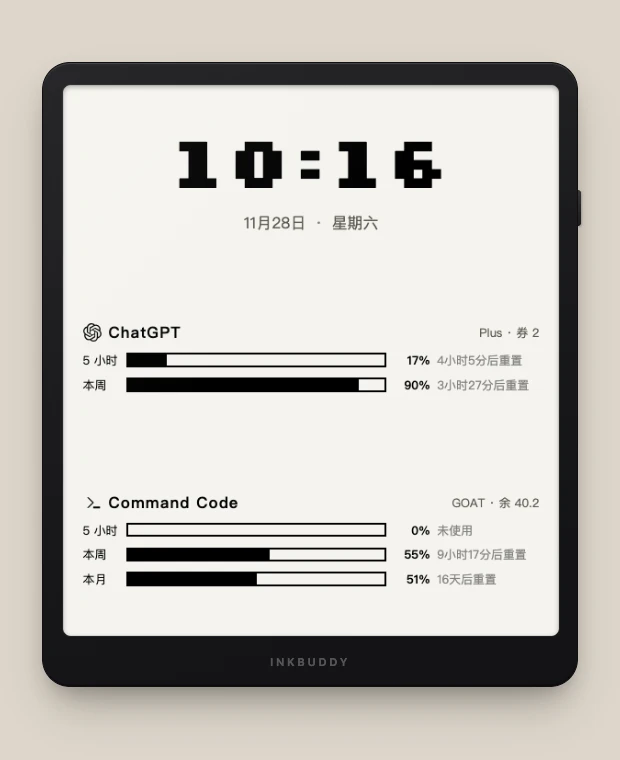 10:16
11月28日 · 星期六
ChatGPT Plus · 券 2
5 小时 17% 4小时5分后重置
本周 90% 3小时27分后重置
Command Code GOAT · 余 40.2
5 小时 0% 未使用
本周 55% 9小时17分后重置
本月 51% 16天后重置
INKBUDDY